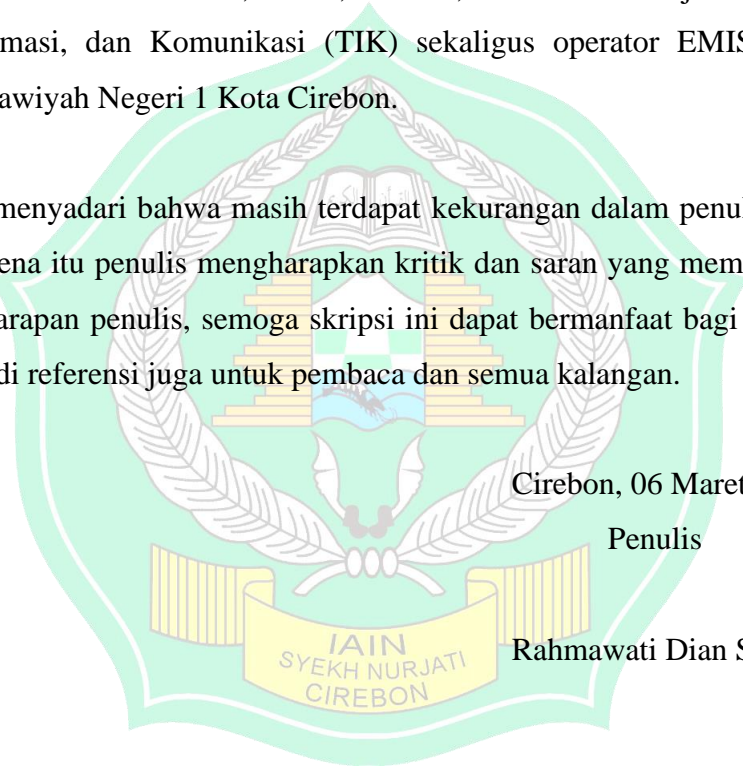 masi, dan Komunikasi (TIK) sekaligus operator EMIS
awiyah Negeri 1 Kota Cirebon.
menyadari bahwa masih terdapat kekurangan dalam penul
ena itu penulis mengharapkan kritik dan saran yang mem
arapan penulis, semoga skripsi ini dapat bermanfaat bagi
di referensi juga untuk pembaca dan semua kalangan.
Cirebon, 06 Maret
Penulis
Rahmawati Dian S
IAIN
SYEKH NURJATI
CIREBON